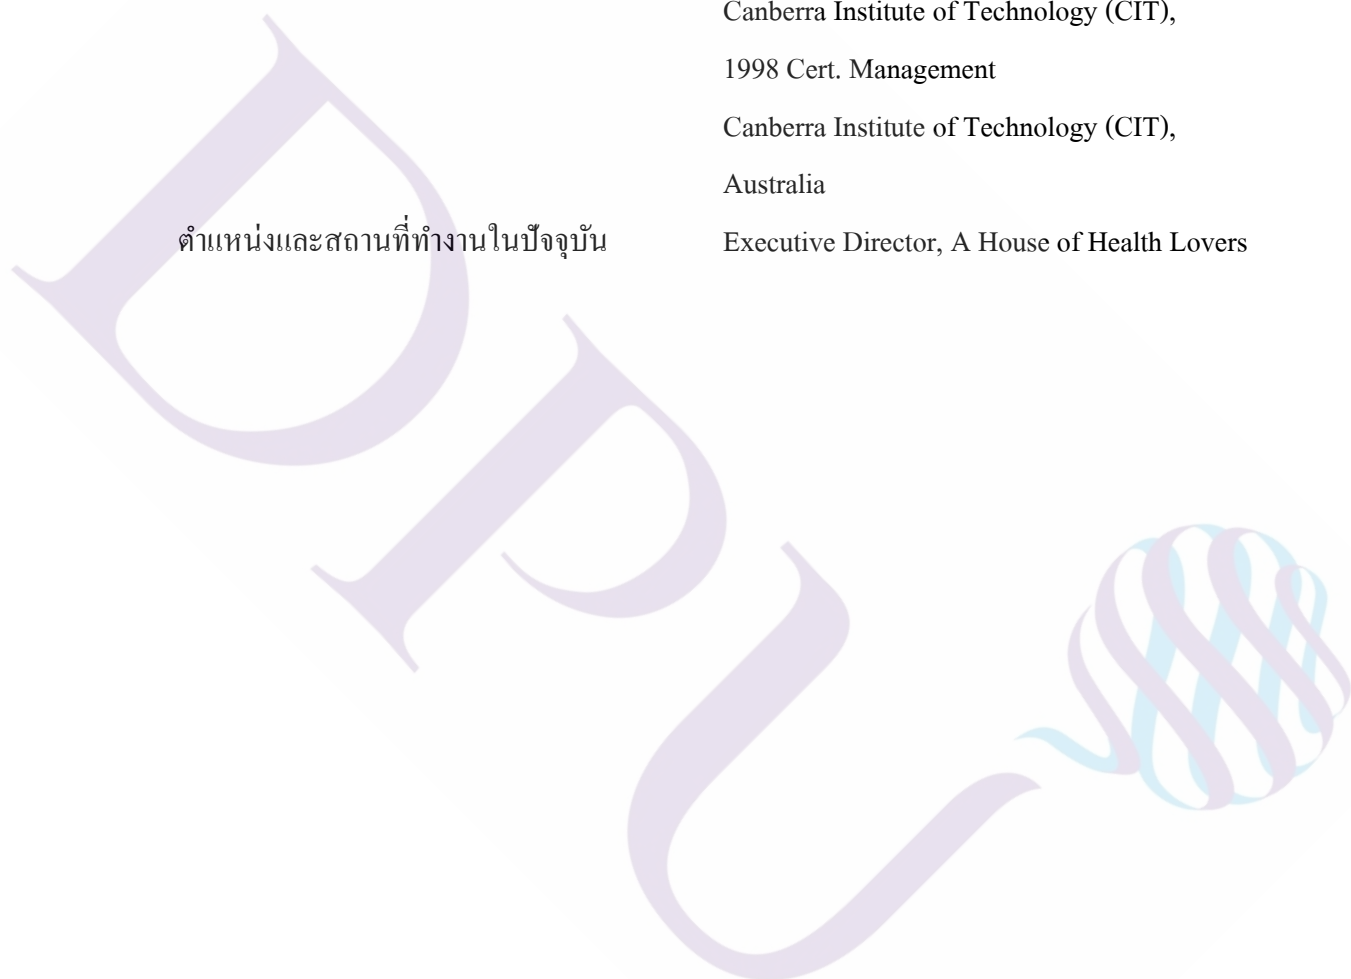 Canberra Institute of Technology (CIT),
1998 Cert. Management
Canberra Institute of Technology (CIT),
Australia
ตำแหน่งและสถานที่ทำงานในปัจจุบัน Executive Director, A House of Health Lovers
DPU